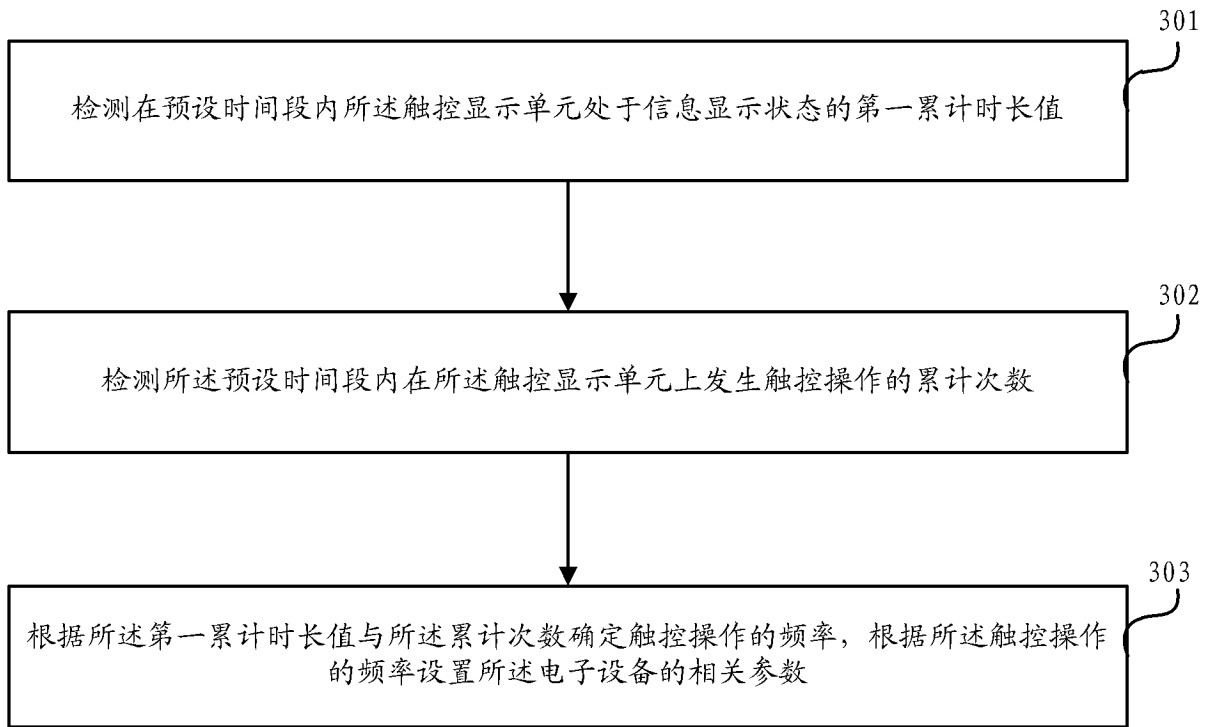 301
检测在预设时间段内所述触控显示单元处于信息显示状态的第一累计时长值
302
检测所述预设时间段内在所述触控显示单元上发生触控操作的累计次数
303
根据所述第一累计时长值与所述累计次数确定触控操作的频率，根据所述触控操作
的频率设置所述电子设备的相关参数